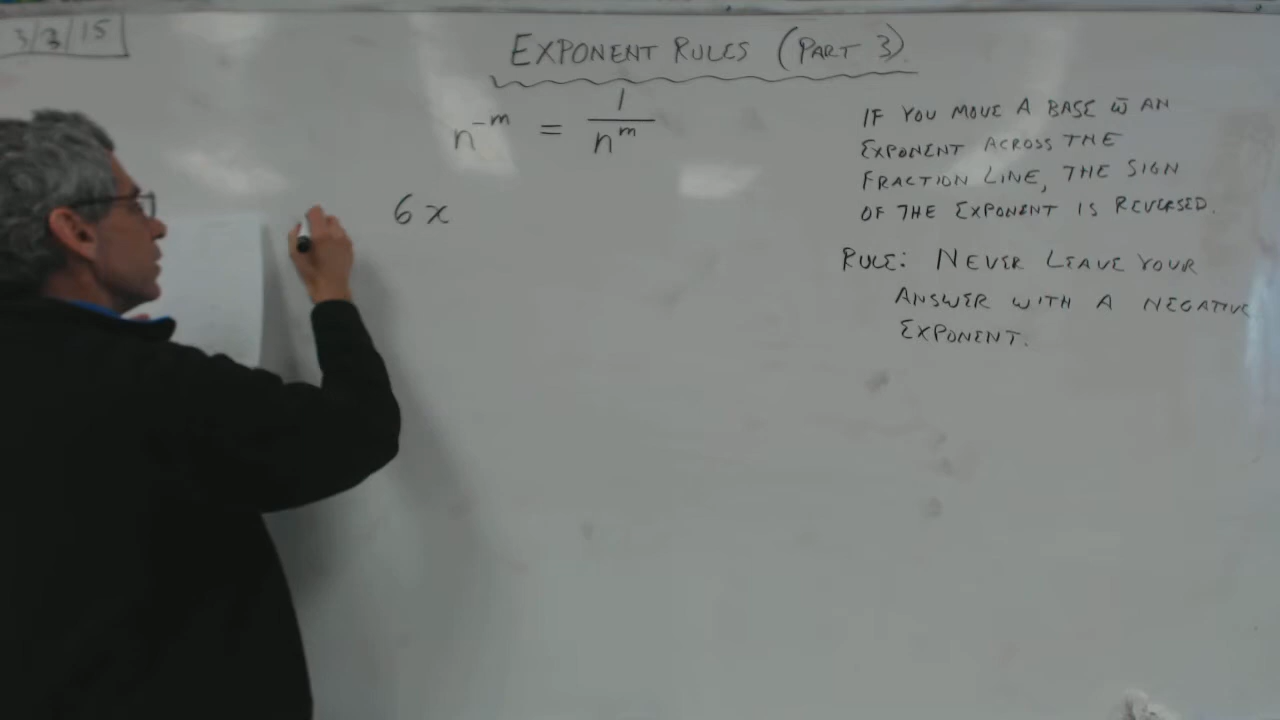 3/3/15
EXPONENT RULES (PART 3)
n^{-m} = \frac{1}{n^m}
6x
IF YOU MOVE A BASE w̄ AN
EXPONENT ACROSS THE
FRACTION LINE, THE SIGN
OF THE EXPONENT IS REVERSED.
RULE: NEVER LEAVE YOUR
ANSWER WITH A NEGATIVE
EXPONENT.